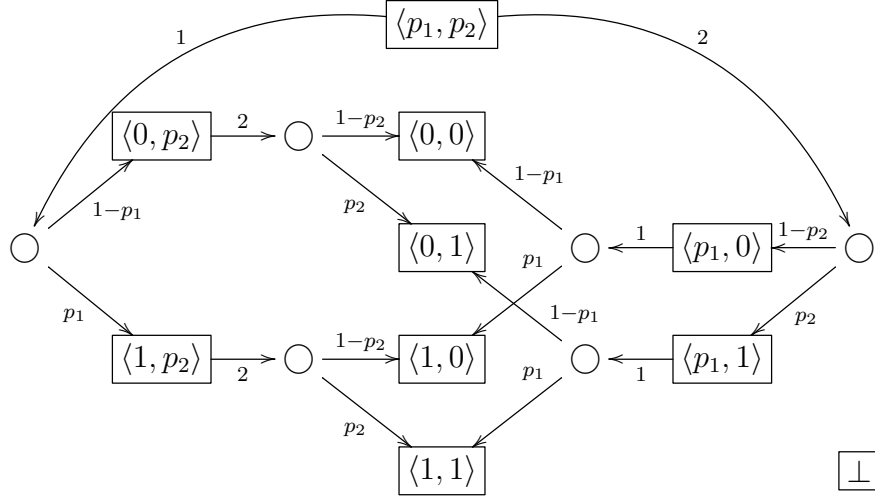 ⟨p₁, p₂⟩
1 2
⟨0, p₂⟩ 2 1−p₂ ⟨0, 0⟩
1−p₁ p₂ 1−p₁
⟨0, 1⟩ 1 ⟨p₁, 0⟩ 1−p₂
p₁ p₁ 1−p₁ p₂
⟨1, p₂⟩ 2 1−p₂ ⟨1, 0⟩ 1 ⟨p₁, 1⟩
p₂ p₁
⟨1, 1⟩ ⊥